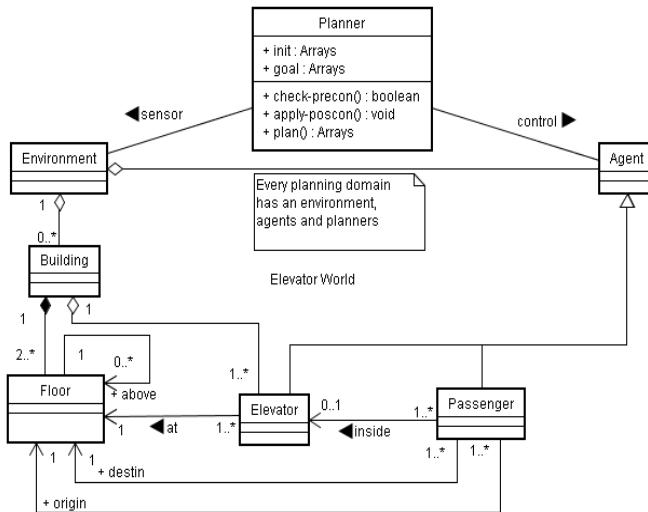 Planner
+ init : Arrays
+ goal : Arrays
+ check-precon() : boolean
+ apply-poscon() : void
+ plan() : Arrays
sensor
control
Environment
Agent
Every planning domain
has an environment,
agents and planners
1
0..*
Building
Elevator World
1
1
2..*
1
0..*
1..*
Floor
+ above
Elevator
0..1
1..*
Passenger
1
at
1..*
inside
1
1
1..*
1..*
+ destin
+ origin